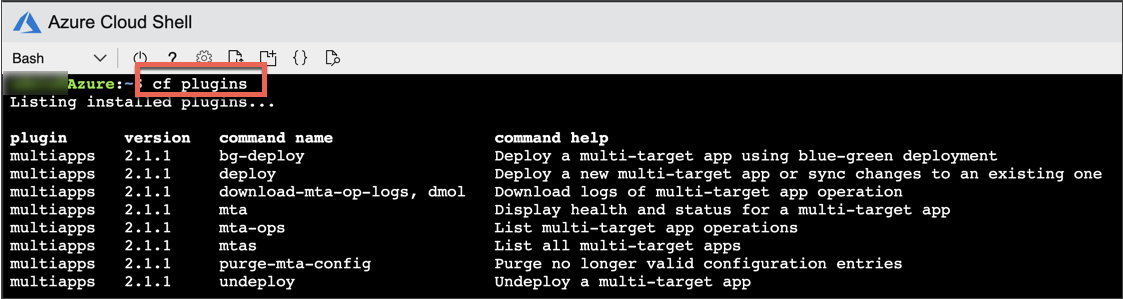 Azure Cloud Shell
Bash
Azure:~$ cf plugins
Listing installed plugins...
plugin version command name command help
multiapps 2.1.1 bg-deploy Deploy a multi-target app using blue-green deployment
multiapps 2.1.1 deploy Deploy a new multi-target app or sync changes to an existing one
multiapps 2.1.1 download-mta-op-logs, dmol Download logs of multi-target app operation
multiapps 2.1.1 mta Display health and status for a multi-target app
multiapps 2.1.1 mta-ops List multi-target app operations
multiapps 2.1.1 mtas List all multi-target apps
multiapps 2.1.1 purge-mta-config Purge no longer valid configuration entries
multiapps 2.1.1 undeploy Undeploy a multi-target app